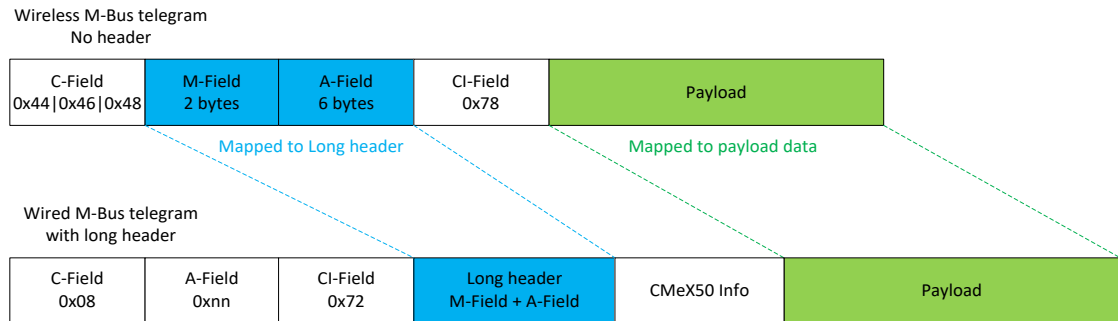 Wireless M-Bus telegram
No header
C-Field
0x44|0x46|0x48
M-Field
2 bytes
A-Field
6 bytes
CI-Field
0x78
Payload
Mapped to Long header
Mapped to payload data
Wired M-Bus telegram
with long header
C-Field
0x08
A-Field
0xnn
CI-Field
0x72
Long header
M-Field + A-Field
CMeX50 Info
Payload